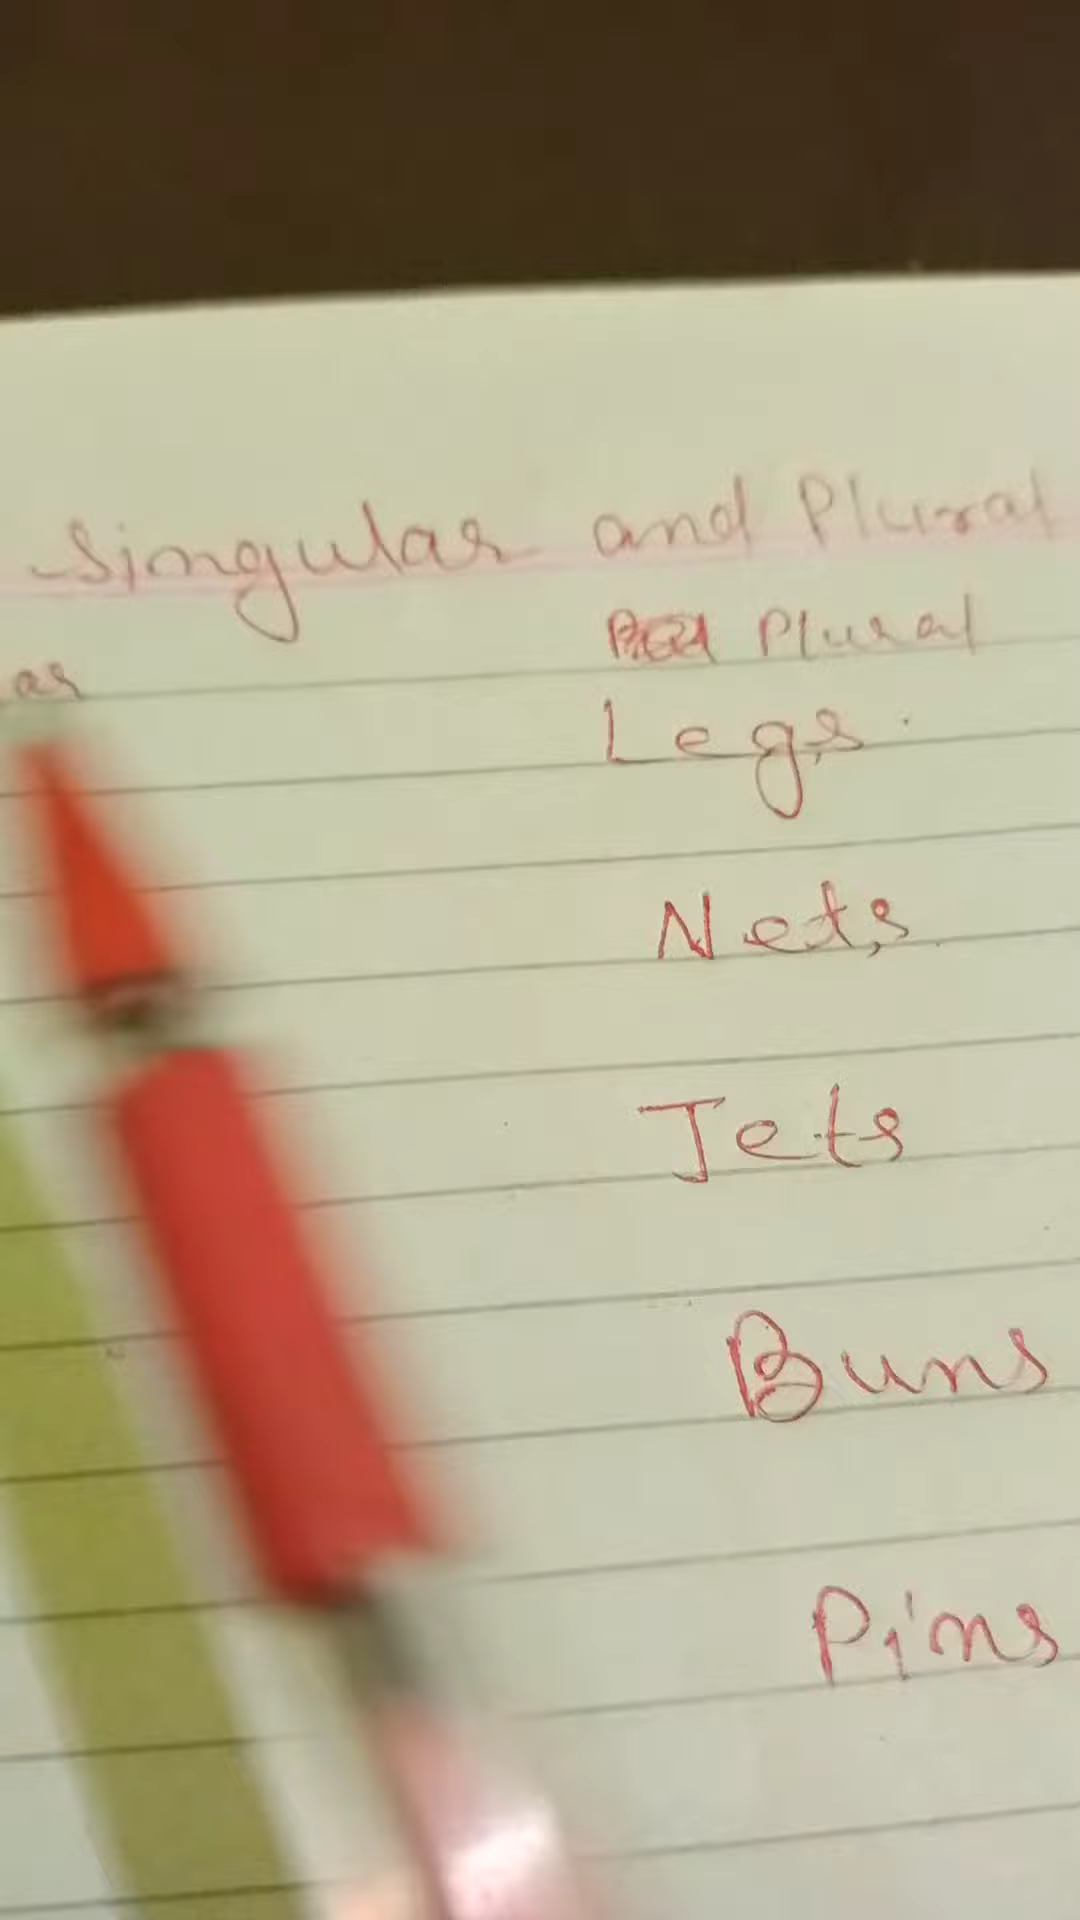 Singular and Plural
Plural
Legs
Nets
Jets
Buns
Pins